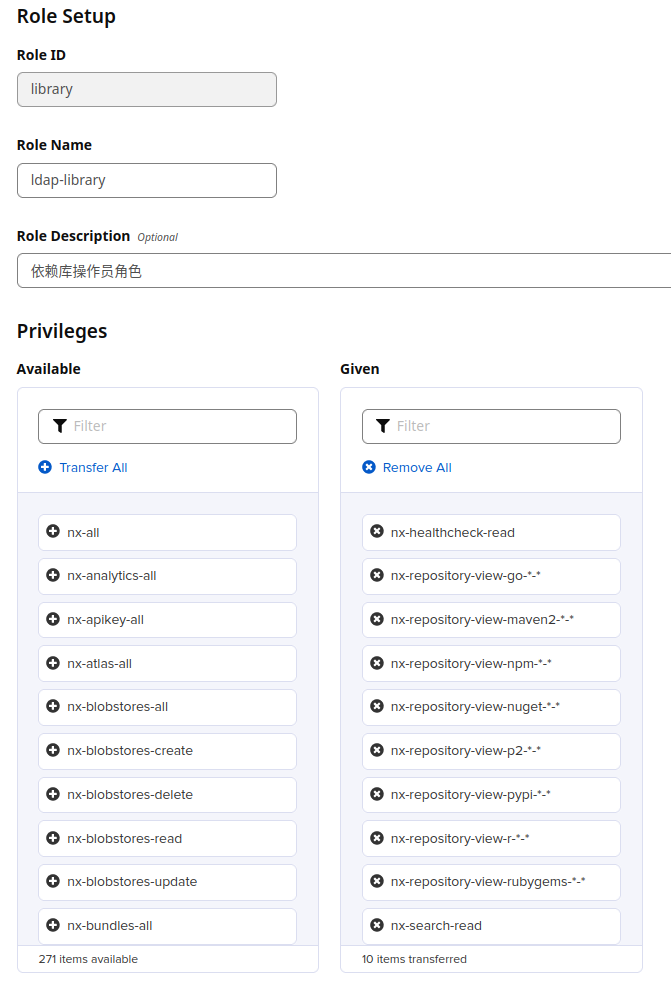 Role Setup
Role ID
library
Role Name
ldap-library
Role Description Optional
依赖库操作员角色
Privileges
Available
Filter
Transfer All
nx-all
nx-analytics-all
nx-apikey-all
nx-atlas-all
nx-blobstores-all
nx-blobstores-create
nx-blobstores-delete
nx-blobstores-read
nx-blobstores-update
nx-bundles-all
271 items available
Given
Filter
Remove All
nx-healthcheck-read
nx-repository-view-go-*-*
nx-repository-view-maven2-*-*
nx-repository-view-npm-*-*
nx-repository-view-nuget-*-*
nx-repository-view-p2-*-*
nx-repository-view-pypi-*-*
nx-repository-view-r-*-*
nx-repository-view-rubygems-*-*
nx-search-read
10 items transferred